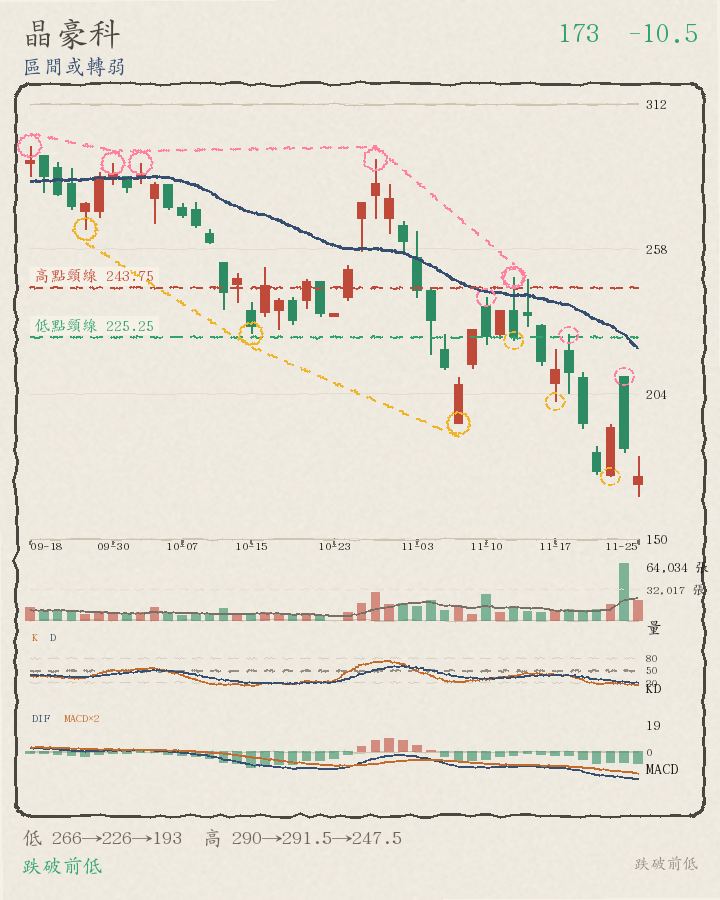 晶豪科
173 -10.5
區間或轉弱
312
258
高點頸線 243.75
低點頸線 225.25
204
150
09-18 09-30 10-07 10-15 10-23 11-03 11-10 11-17 11-25
64,034 張
32,017 張
量
K D
80
50
20
KD
DIF MACD×2
19
0
MACD
低 266→226→193 高 290→291.5→247.5
跌破前低
跌破前低